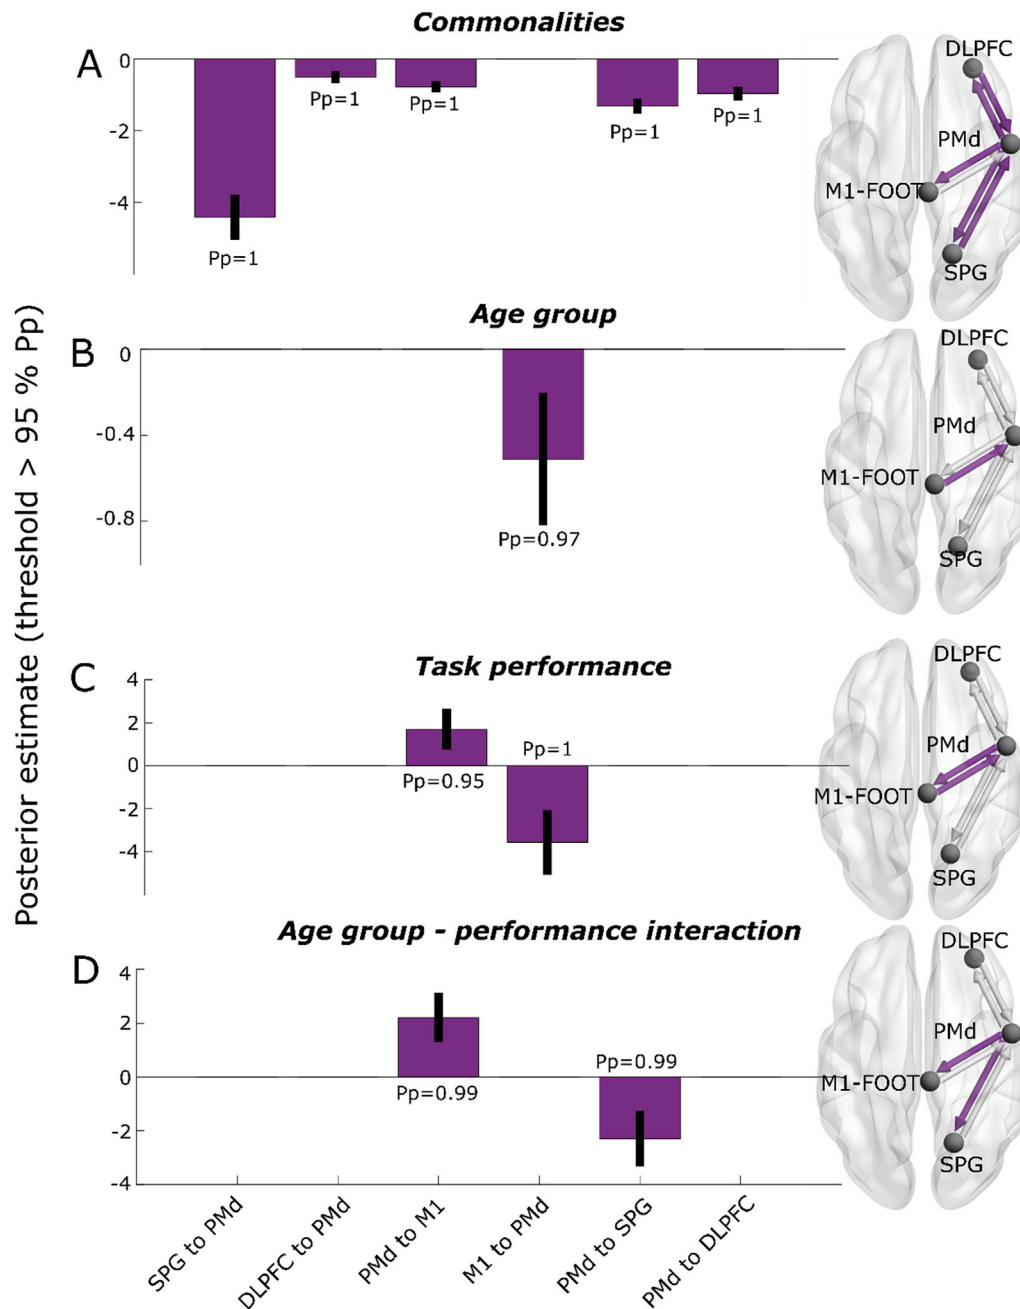 Commonalities
A
0
-2
-4
Pp=1
Pp=1
Pp=1
Pp=1
Pp=1
DLPFC
PMd
M1-FOOT
SPG
Posterior estimate (threshold > 95 % Pp)
Age group
B
0
-0.4
-0.8
Pp=0.97
DLPFC
PMd
M1-FOOT
SPG
Task performance
C
4
2
0
-2
-4
Pp=0.95
Pp=1
DLPFC
PMd
M1-FOOT
SPG
Age group - performance interaction
D
4
2
0
-2
-4
Pp=0.99
Pp=0.99
DLPFC
PMd
M1-FOOT
SPG
SPG to PMd
DLPFC to PMd
PMd to M1
M1 to PMd
PMd to SPG
PMd to DLPFC